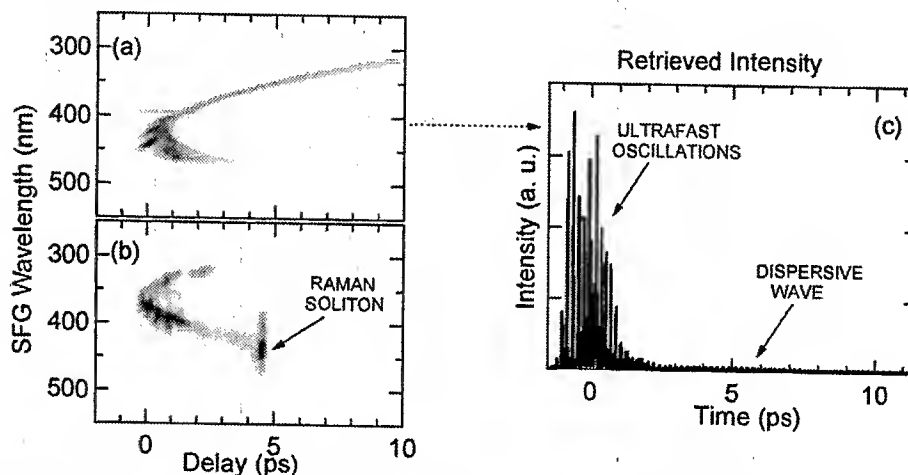 (a)
300
400
500
(b)
300
400
500
SFG Wavelength (nm)
RAMAN
SOLITON
0
5
10
Delay (ps)
Retrieved Intensity
(c)
ULTRAFAST
OSCILLATIONS
DISPERSIVE
WAVE
Intensity (a. u.)
0
5
10
Time (ps)